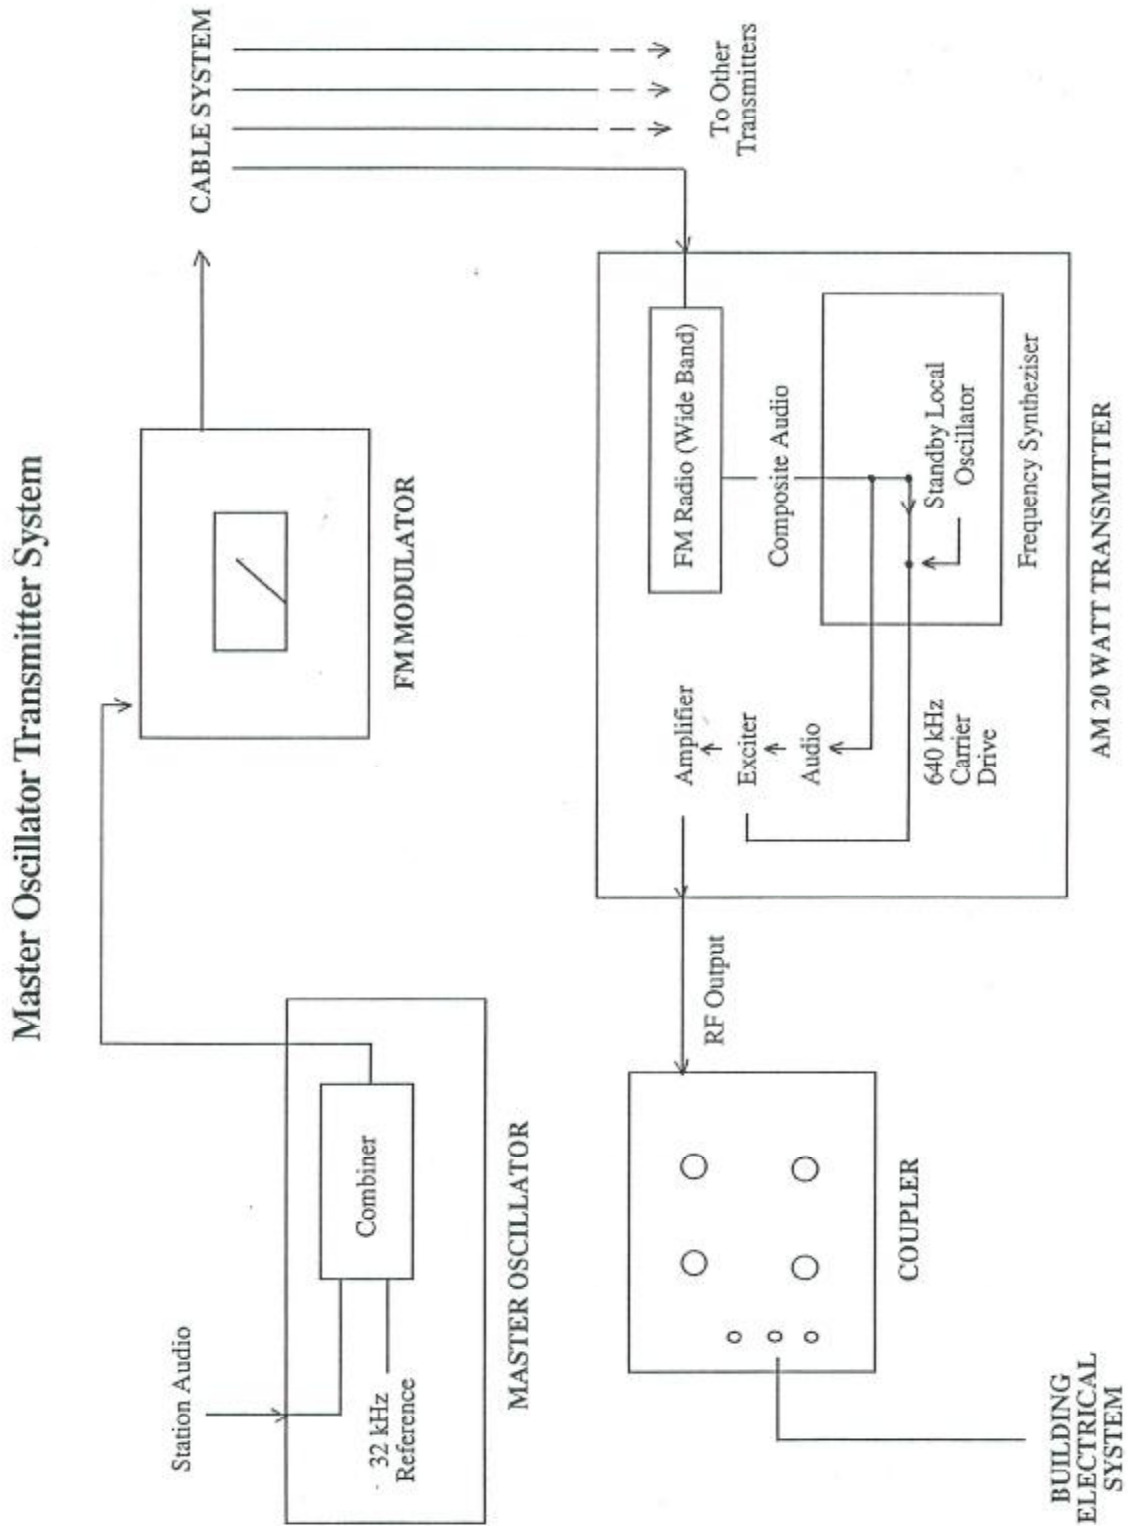 Master Oscillator Transmitter System
Station Audio
32 kHz
Reference
Combiner
MASTER OSCILLATOR
FM MODULATOR
CABLE SYSTEM
To Other
Transmitters
FM Radio (Wide Band)
Composite Audio
Standby Local
Oscillator
Frequency Syntheziser
Amplifier
Exciter
Audio
640 kHz
Carrier
Drive
AM 20 WATT TRANSMITTER
RF Output
COUPLER
BUILDING
ELECTRICAL
SYSTEM